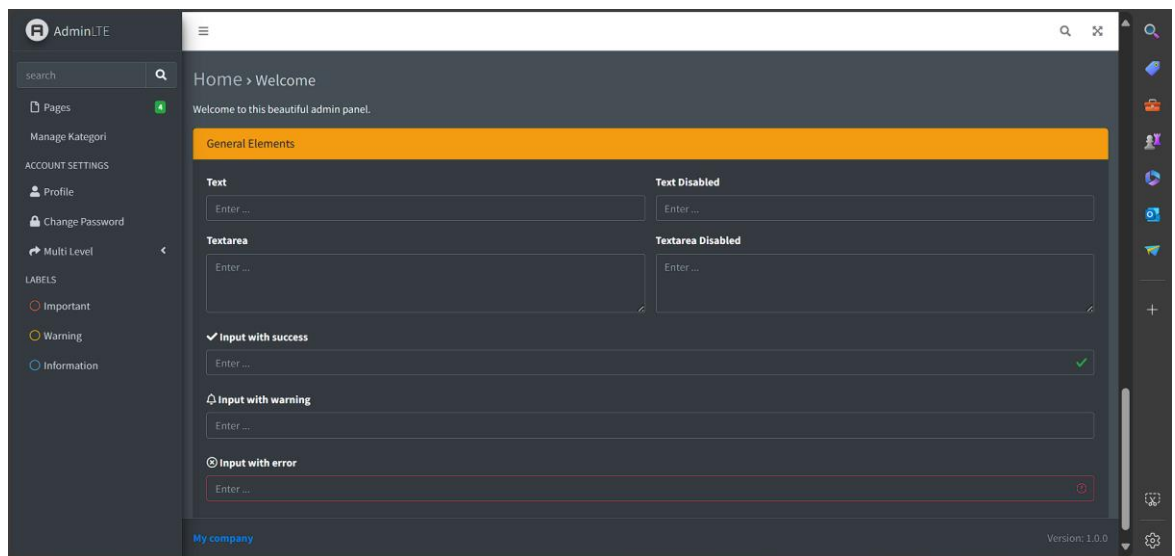 AdminLTE
search
Pages 4
Manage Kategori
ACCOUNT SETTINGS
Profile
Change Password
Multi Level
LABELS
Important
Warning
Information
Home › Welcome
Welcome to this beautiful admin panel.
General Elements
Text
Enter ...
Text Disabled
Enter ...
Textarea
Enter ...
Textarea Disabled
Enter ...
Input with success
Enter ...
Input with warning
Enter ...
Input with error
Enter ...
My company
Version: 1.0.0